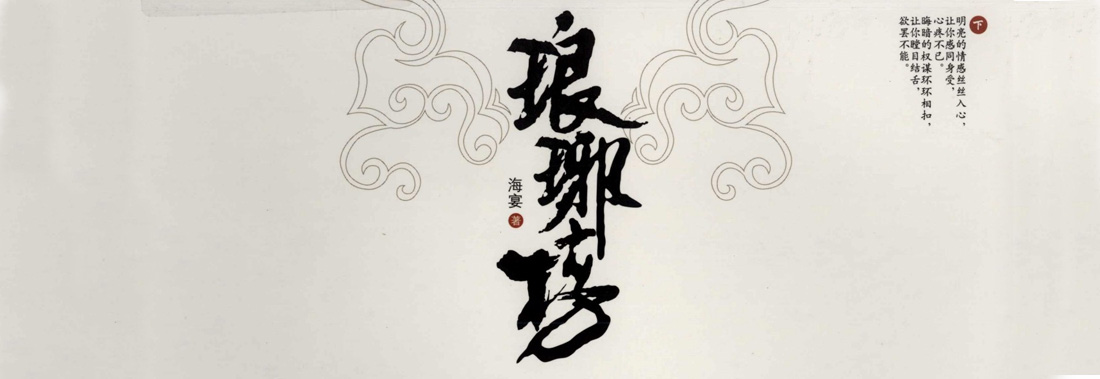 下
明亮的情感丝丝入心，
让你感同身受，
心疼不已。
晦暗的权谋环环相扣，
让你瞠目结舌，
欲罢不能。
琅琊榜
海宴
著